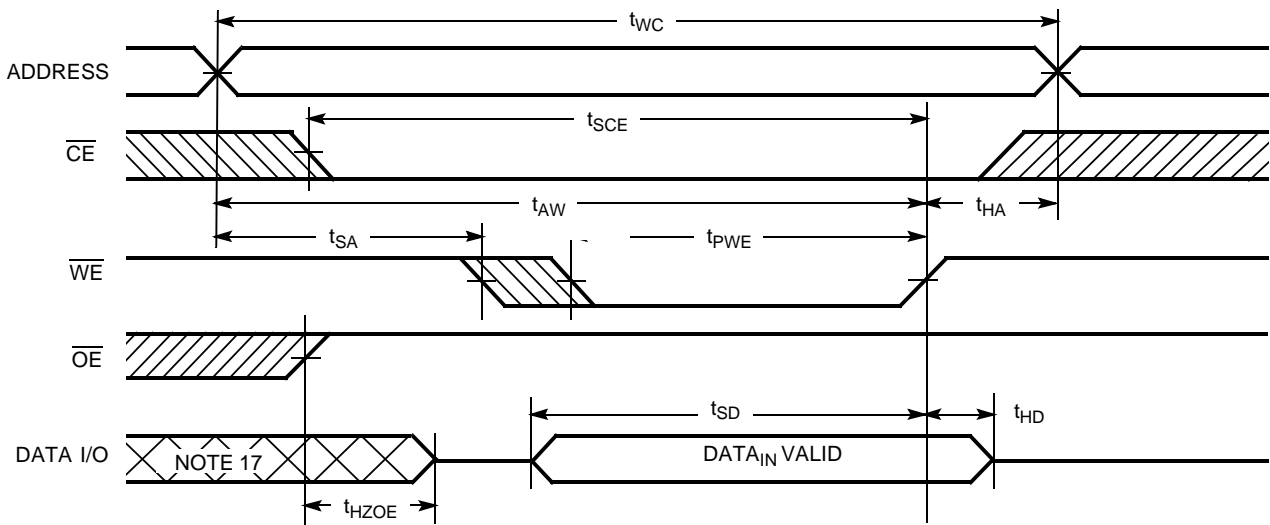 tWC
ADDRESS
tSCE
CE
tAW
tHA
tSA
tPWE
WE
OE
tSD
tHD
DATA I/O
NOTE 17
DATAIN VALID
tHZOE